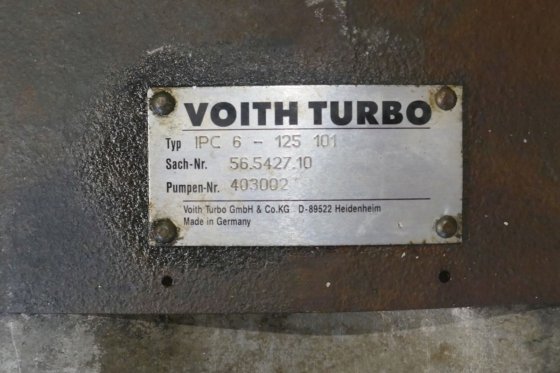 VOITH TURBO
Typ IPC 6 - 125 101
Sach-Nr. 56.5427.10
Pumpen-Nr. 403002
Voith Turbo GmbH & Co.KG D-89522 Heidenheim
Made in Germany